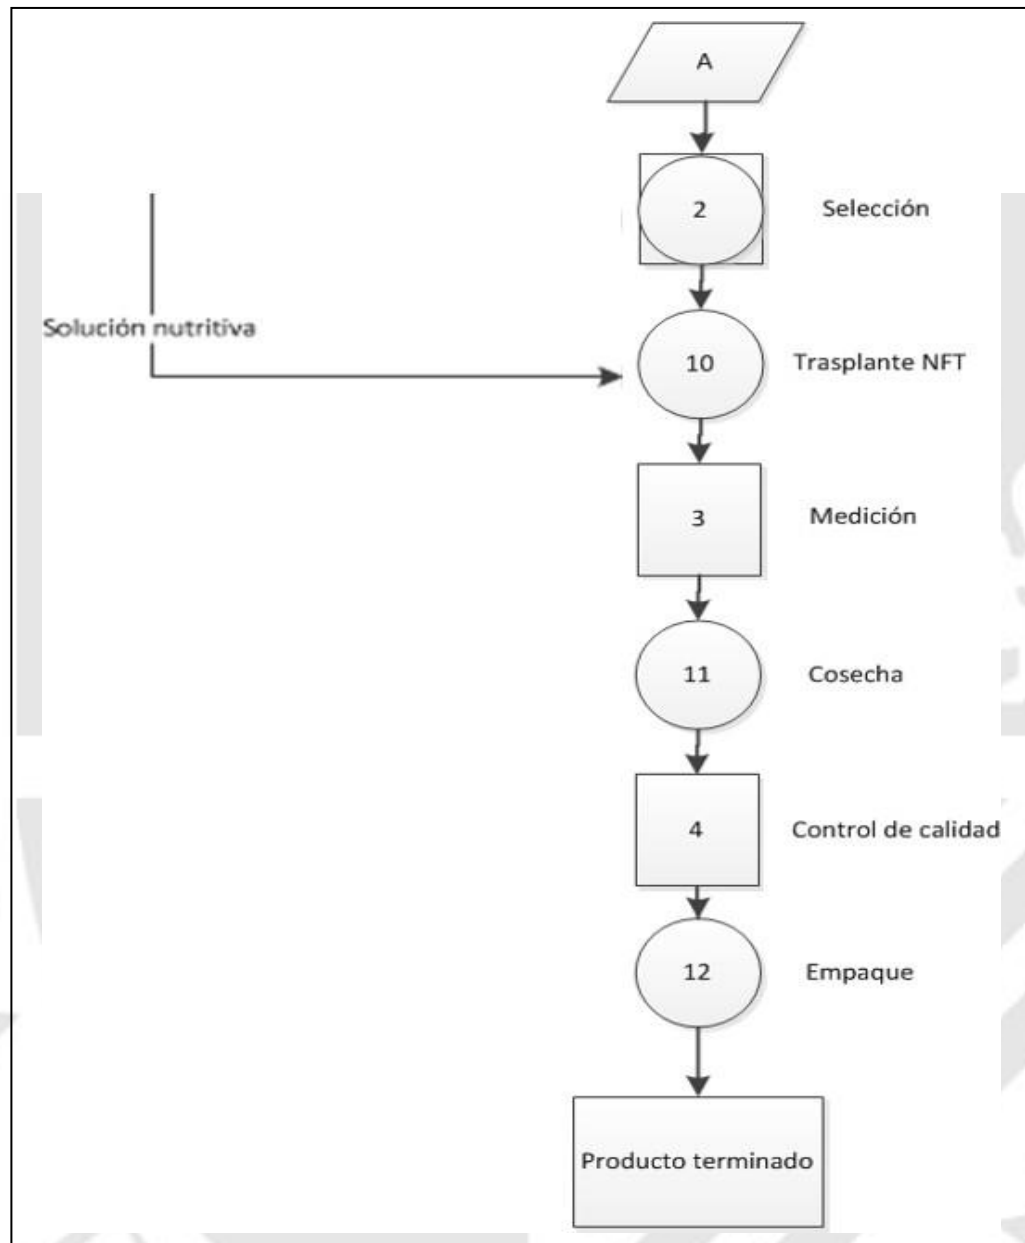 A
2
Selección
Solución nutritiva
10
Trasplante NFT
3
Medición
11
Cosecha
4
Control de calidad
12
Empaque
Producto terminado